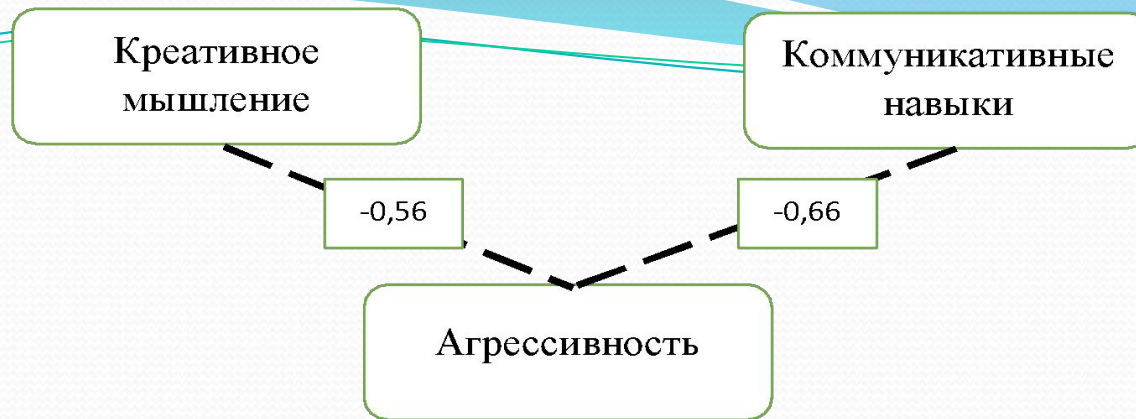 Креативное
мышление
Коммуникативные
навыки
-0,56
-0,66
Агрессивность